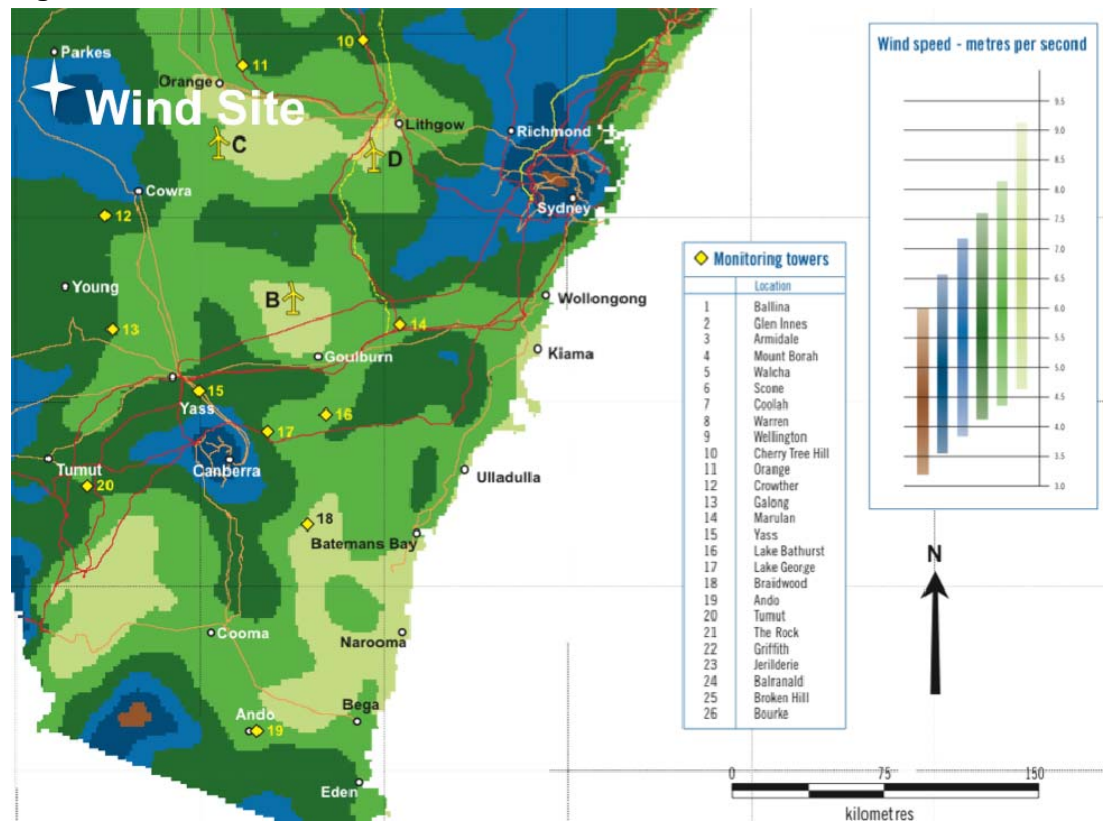 Parkes
10
11
Orange
Wind Site
Lithgow
Richmond
C
D
Cowra
12
Sydney
Young
B
Wollongong
13
14
Goulburn
Kiama
15
Yass
16
17
Tumut
Canberra
Ulladulla
20
18
Batemans Bay
Cooma
Narooma
Ando
Bega
19
Eden
Wind speed - metres per second
9.5
9.0
8.5
8.0
7.5
7.0
6.5
6.0
5.5
5.0
4.5
4.0
3.5
3.0
Monitoring towers
Location
1 Ballina
2 Glen Innes
3 Armidale
4 Mount Borah
5 Walcha
6 Scone
7 Coolah
8 Warren
9 Wellington
10 Cherry Tree Hill
11 Orange
12 Crowther
13 Galong
14 Marulan
15 Yass
16 Lake Bathurst
17 Lake George
18 Braidwood
19 Ando
20 Tumut
21 The Rock
22 Griffith
23 Jerilderie
24 Balranald
25 Broken Hill
26 Bourke
N
0 75 150
kilometres